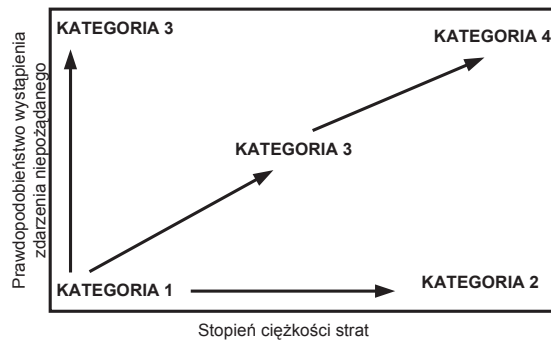 KATEGORIA 3
KATEGORIA 4
Prawdopodobieństwo wystąpienia
zdarzenia niepożądanego
KATEGORIA 3
KATEGORIA 1
KATEGORIA 2
Stopień ciężkości strat